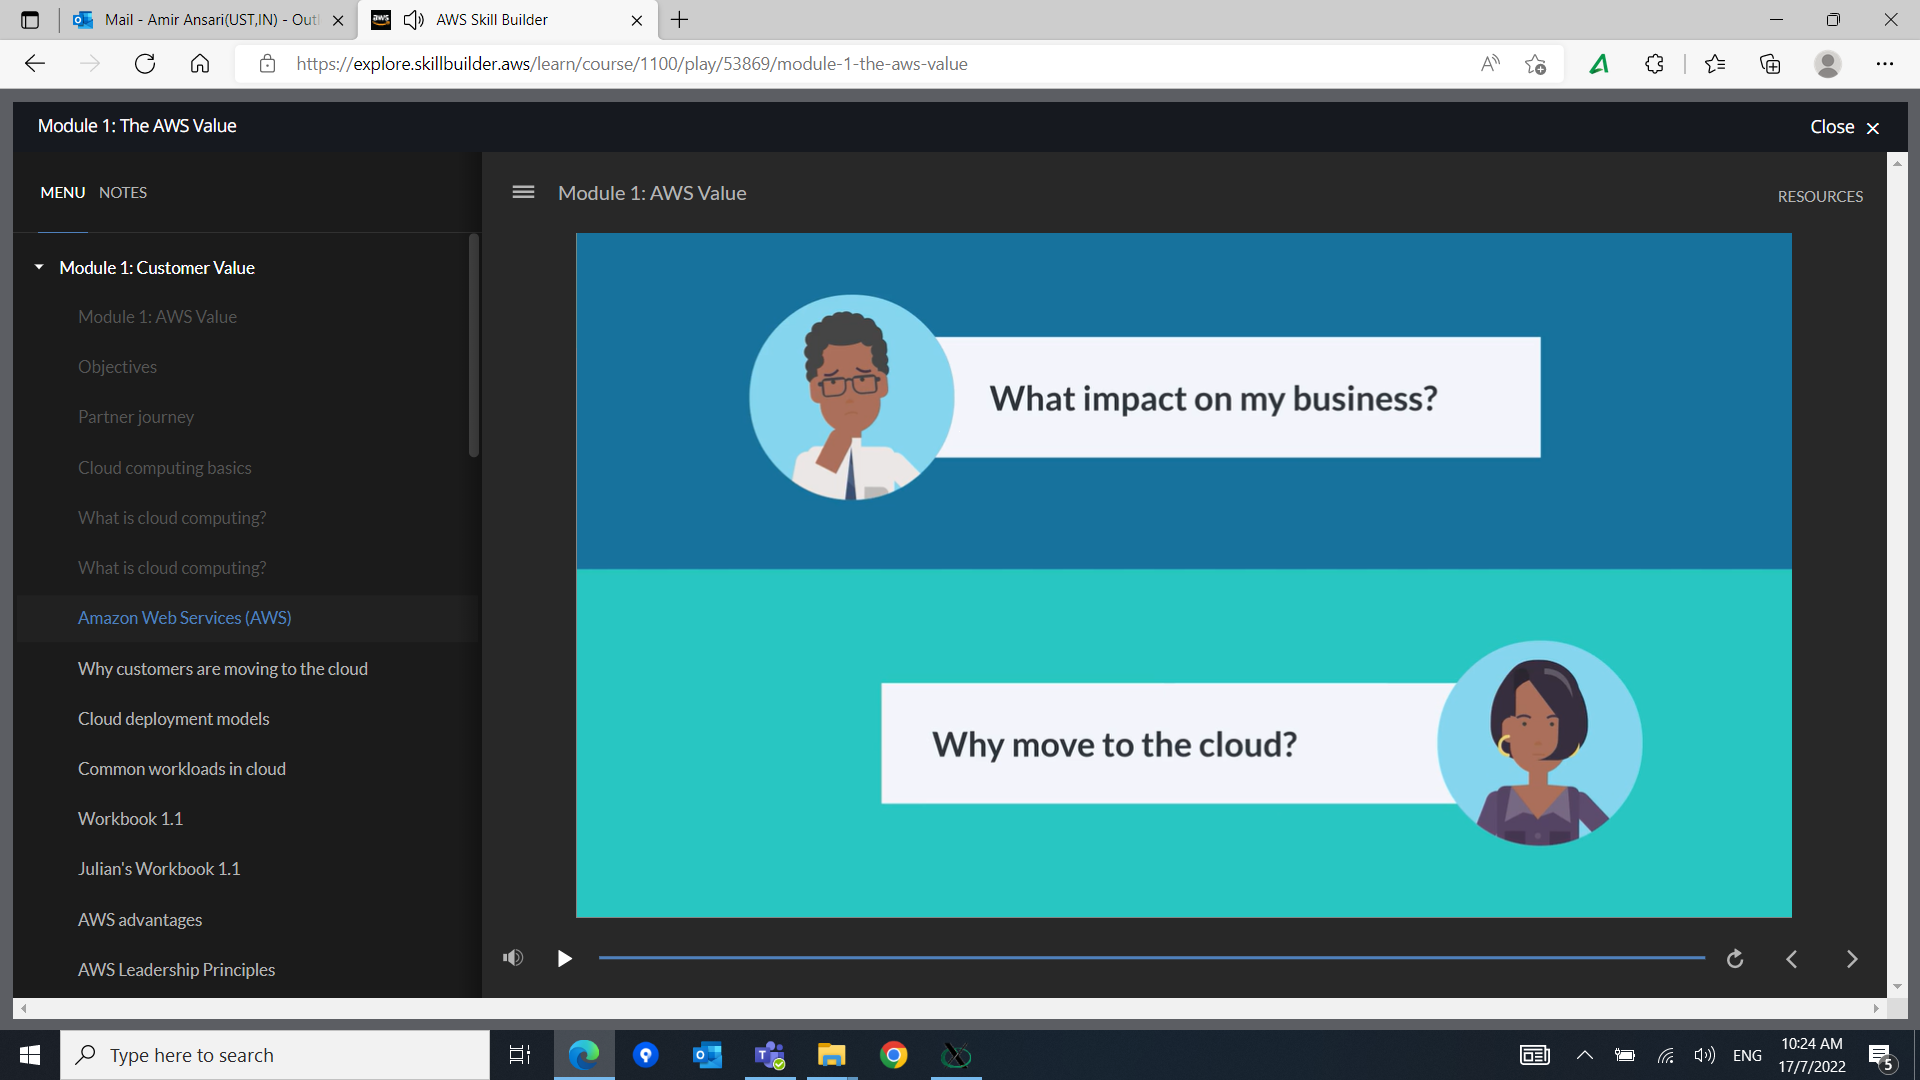 Mail - Amir Ansari(UST,IN) - Out
aws
AWS Skill Builder
https://explore.skillbuilder.aws/learn/course/1100/play/53869/module-1-the-aws-value
Module 1: The AWS Value
Close
MENU NOTES
Module 1: AWS Value
RESOURCES
Module 1: Customer Value
Module 1: AWS Value
Objectives
Partner journey
Cloud computing basics
What is cloud computing?
What is cloud computing?
Amazon Web Services (AWS)
Why customers are moving to the cloud
Cloud deployment models
Common workloads in cloud
Workbook 1.1
Julian's Workbook 1.1
AWS advantages
AWS Leadership Principles
What impact on my business?
Why move to the cloud?
Type here to search
ENG
10:24 AM
17/7/2022
5